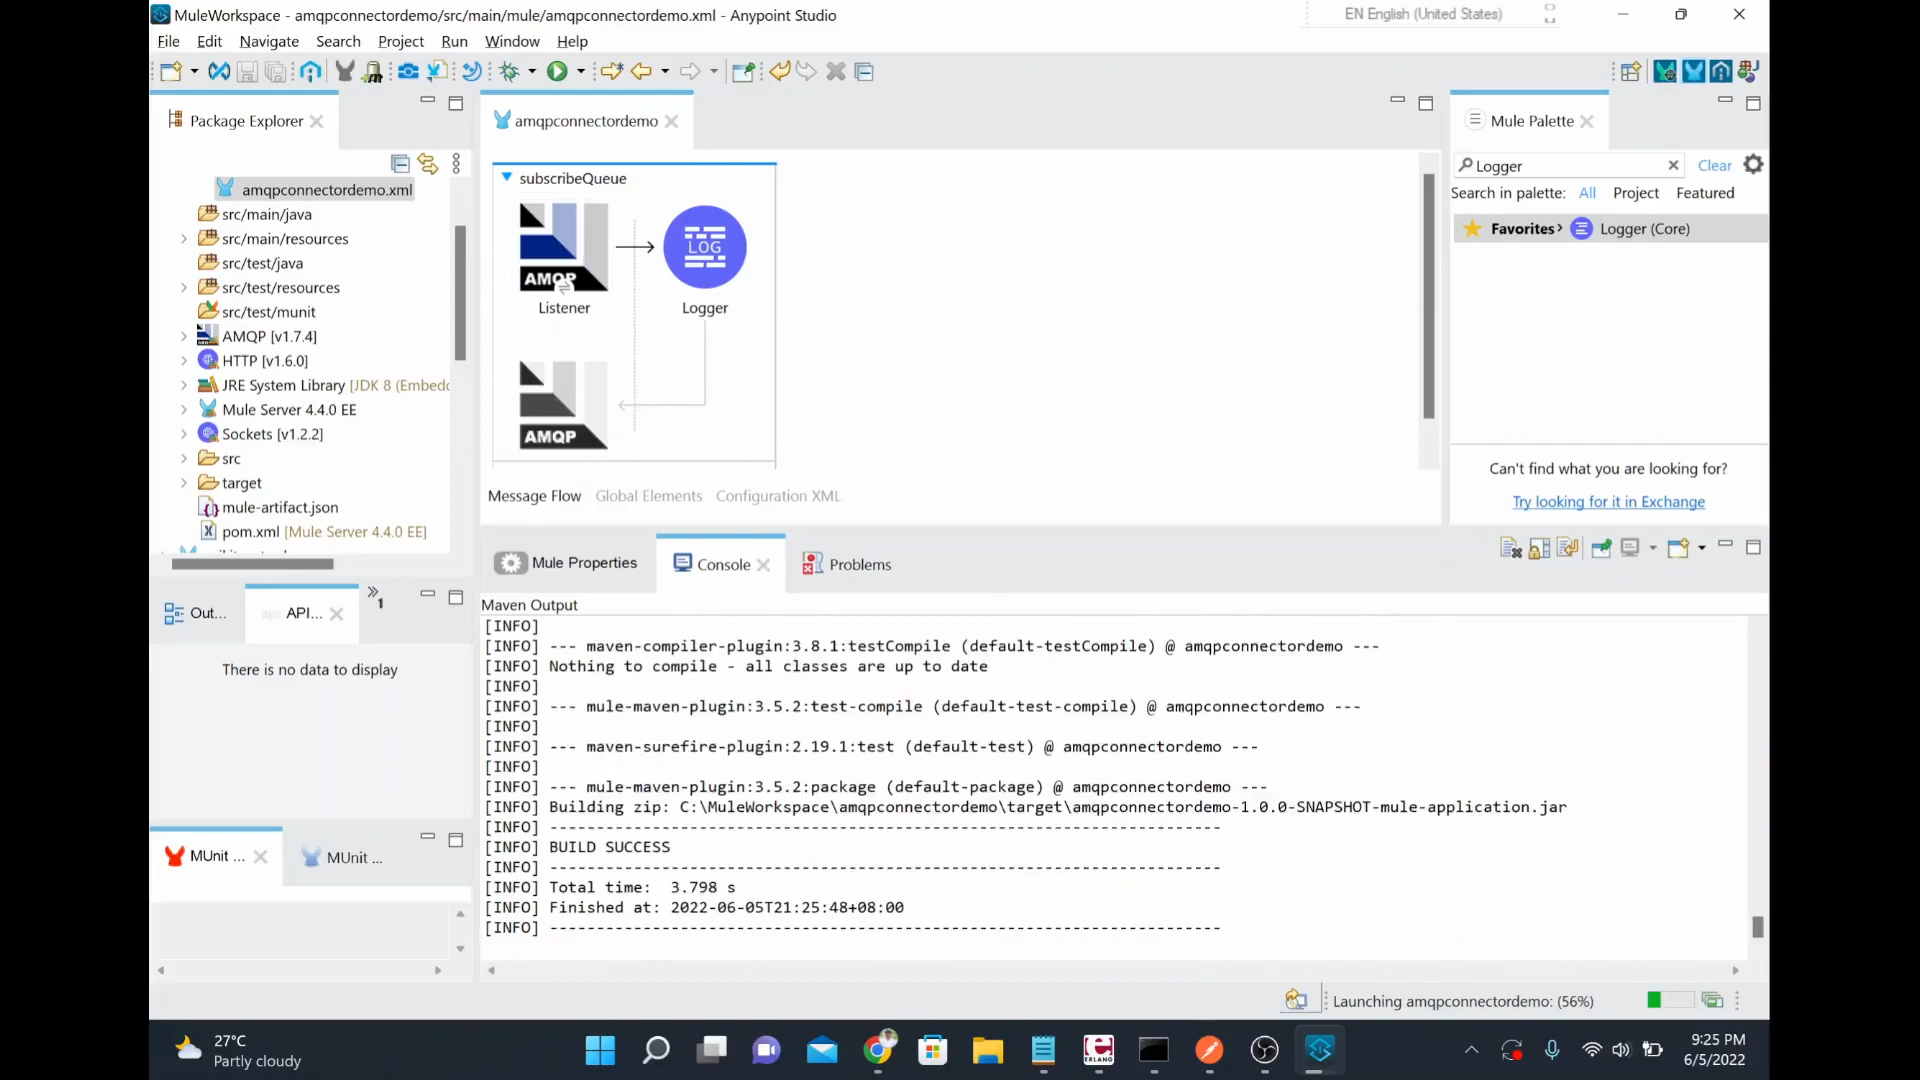 MuleWorkspace - amqpconnectordemo/src/main/mule/amqpconnectordemo.xml - Anypoint Studio
EN English (United States)
File Edit Navigate Search Project Run Window Help
Package Explorer
amqpconnectordemo
Mule Palette
Logger
Clear
Search in palette: All Project Featured
Favorites
Logger (Core)
amqpconnectordemo.xml
src/main/java
src/main/resources
src/test/java
src/test/resources
src/test/munit
AMQP [v1.7.4]
HTTP [v1.6.0]
JRE System Library [JDK 8 (Embedd
Mule Server 4.4.0 EE
Sockets [v1.2.2]
src
target
mule-artifact.json
pom.xml [Mule Server 4.4.0 EE]
subscribeQueue
AMQP
LOG
Listener
Logger
AMQP
Message Flow Global Elements Configuration XML
Can't find what you are looking for?
Try looking for it in Exchange
Mule Properties
Console
Problems
Out...
API...
1
There is no data to display
MUnit ...
MUnit ...
Maven Output
[INFO]
[INFO] --- maven-compiler-plugin:3.8.1:testCompile (default-testCompile) @ amqpconnectordemo ---
[INFO] Nothing to compile - all classes are up to date
[INFO]
[INFO] --- mule-maven-plugin:3.5.2:test-compile (default-test-compile) @ amqpconnectordemo ---
[INFO]
[INFO] --- maven-surefire-plugin:2.19.1:test (default-test) @ amqpconnectordemo ---
[INFO]
[INFO] --- mule-maven-plugin:3.5.2:package (default-package) @ amqpconnectordemo ---
[INFO] Building zip: C:\MuleWorkspace\amqpconnectordemo\target\amqpconnectordemo-1.0.0-SNAPSHOT-mule-application.jar
[INFO] ------------------------------------------------------------------------
[INFO] BUILD SUCCESS
[INFO] ------------------------------------------------------------------------
[INFO] Total time:  3.798 s
[INFO] Finished at: 2022-06-05T21:25:48+08:00
[INFO] ------------------------------------------------------------------------
Launching amqpconnectordemo: (56%)
27°C
Partly cloudy
ERLANG
9:25 PM
6/5/2022